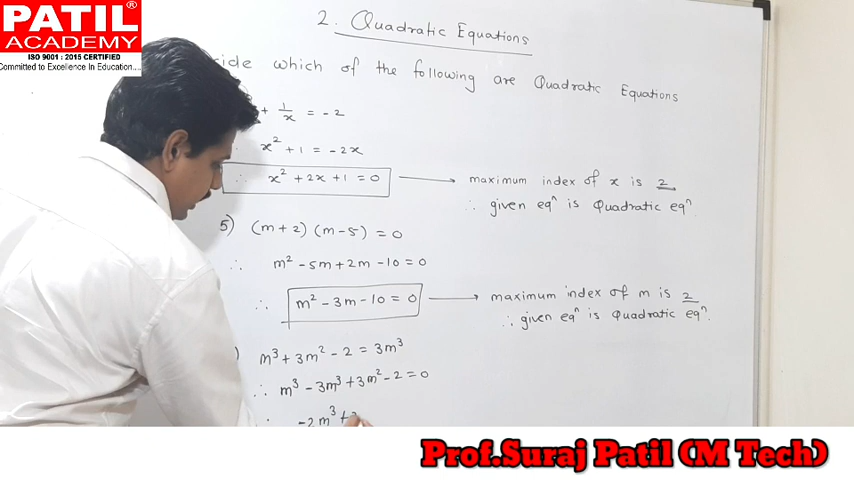 PATIL®
ACADEMY
ISO 9001 : 2015 CERTIFIED
Committed to Excellence In Education....
2. Quadratic Equations
which of the following are Quadratic Equations
+ 1/x = -2
x² + 1 = -2x
∴ x² + 2x + 1 = 0 → maximum index of x is 2
∴ given eqⁿ is Quadratic eqⁿ.
5) (m + 2) (m - 5) = 0
∴ m² - 5m + 2m - 10 = 0
∴ m² - 3m - 10 = 0 → maximum index of m is 2
∴ given eqⁿ is Quadratic eqⁿ.
) m³ + 3m² - 2 = 3m³
∴ m³ - 3m³ + 3m² - 2 = 0
∴ -2m³ +
Prof.Suraj Patil (M Tech)